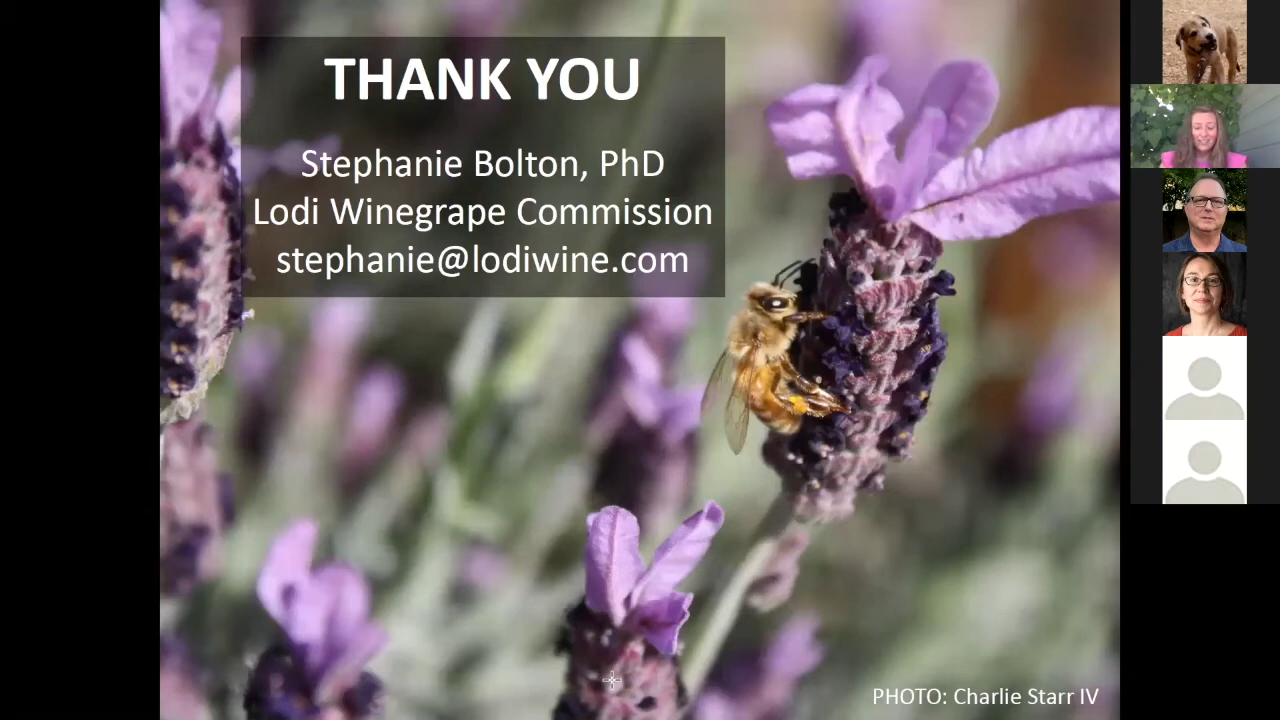 THANK YOU
Stephanie Bolton, PhD
Lodi Winegrape Commission
stephanie@lodiwine.com
PHOTO: Charlie Starr IV